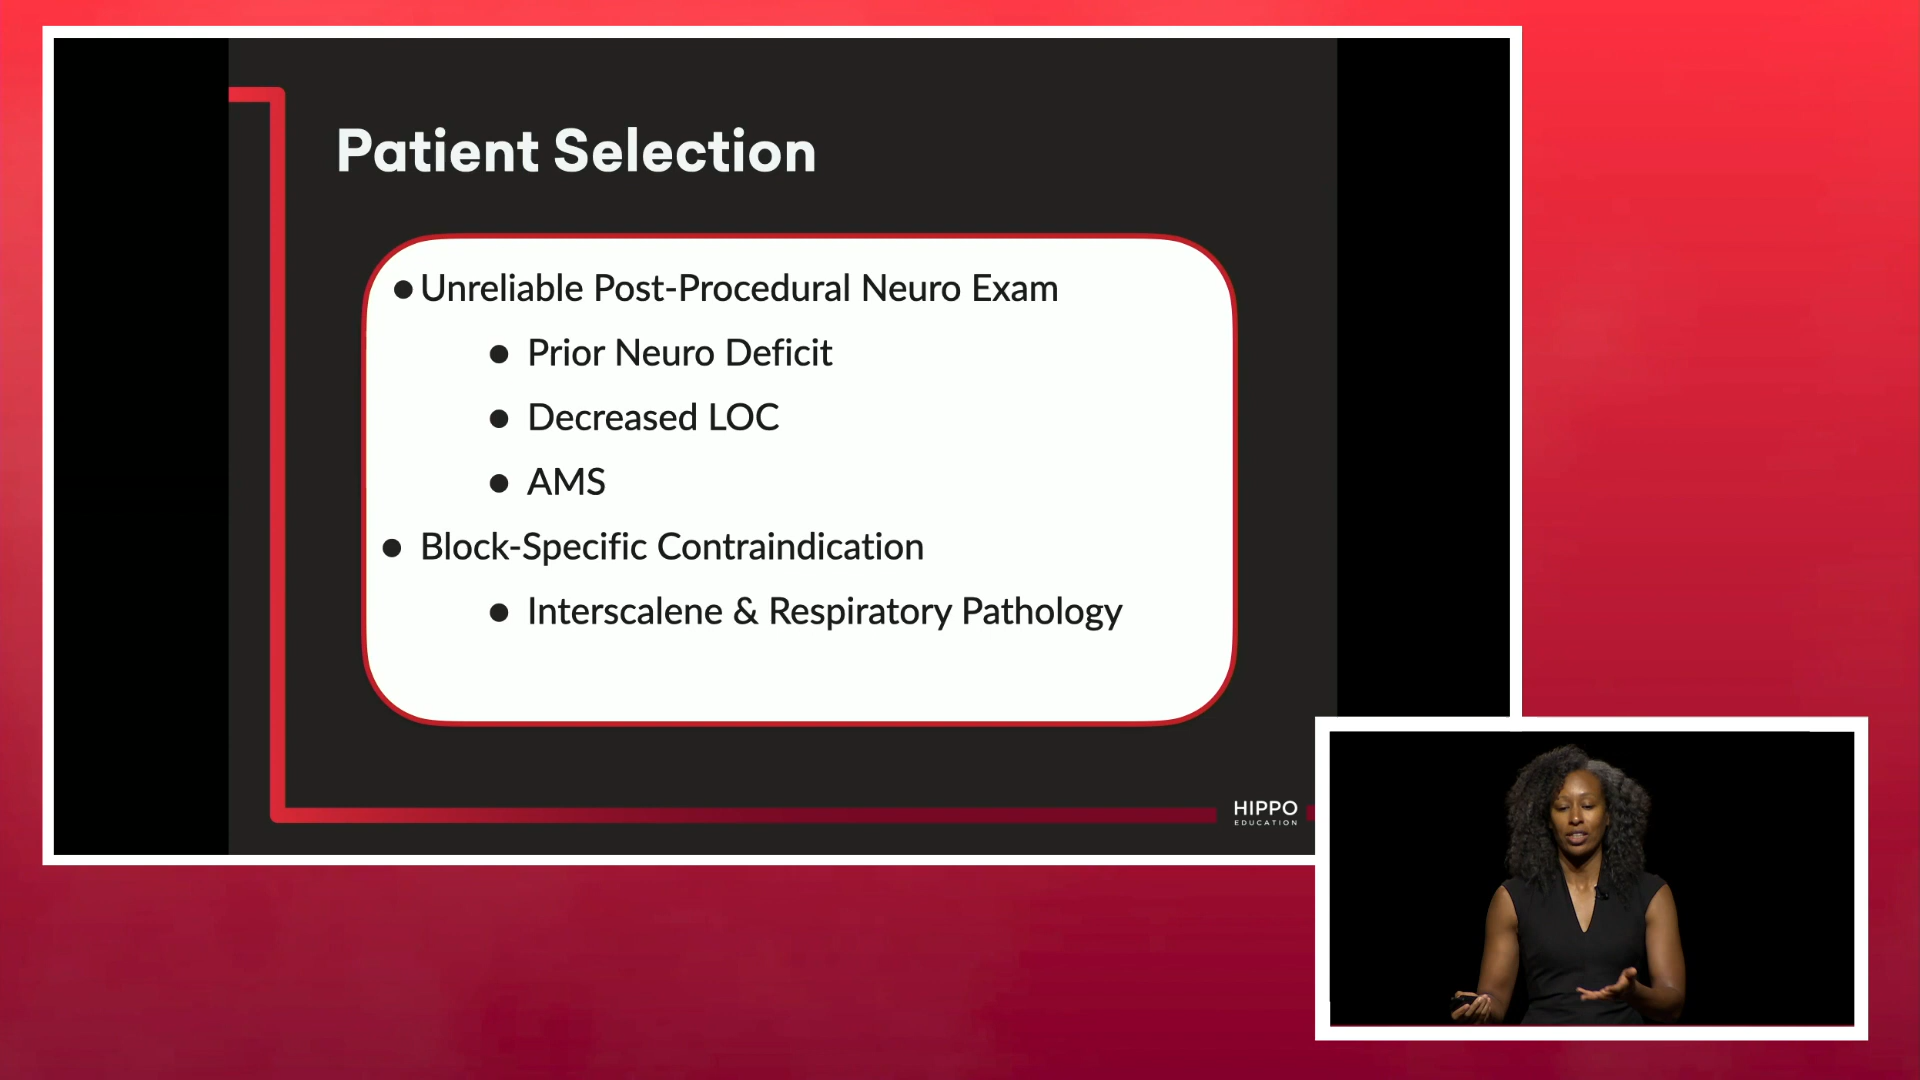 Patient Selection
● Unreliable Post-Procedural Neuro Exam
● Prior Neuro Deficit
● Decreased LOC
● AMS
● Block-Specific Contraindication
● Interscalene & Respiratory Pathology
HIPPO
EDUCATION